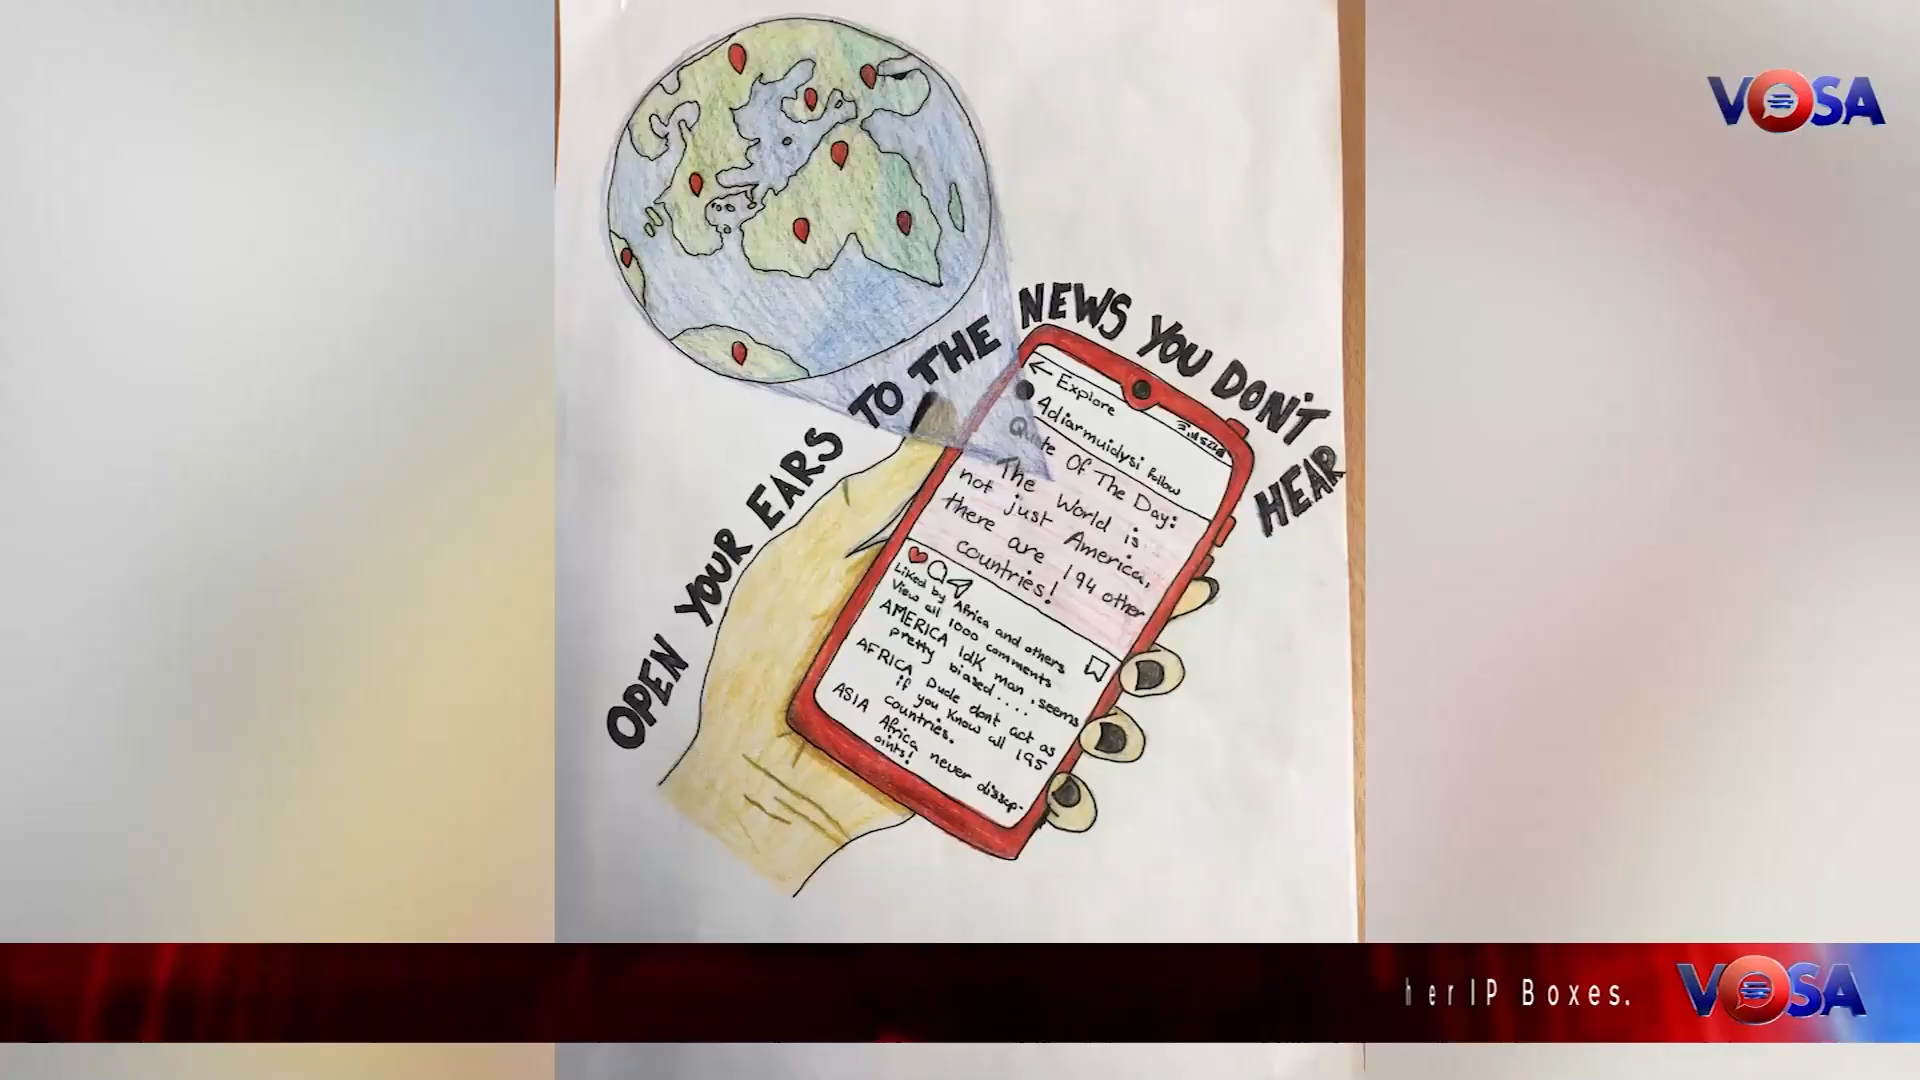 VOSA
OPEN YOUR EARS TO THE NEWS YOU DON'T HEAR
← Explore
4diarmuidysi follow
Quote Of The Day:
The World is
not just America,
there are 194 other
countries!
Liked by Africa and others
View all 1000 comments
AMERICA Idk man, seems
pretty biased....
AFRICA Dude dont act as
if you know all 195
countries.
ASIA Africa never dissap-
oints!
her IP Boxes.
VOSA